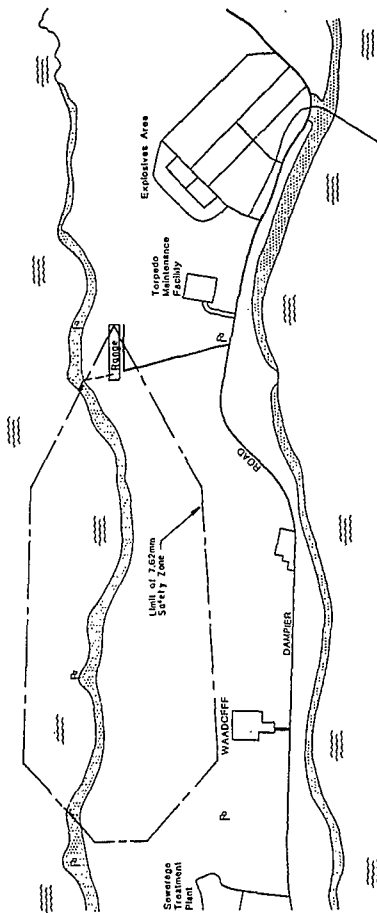 Explosives Area
Torpedo
Maintenance
Facility
Range
Limit of 7.62mm
Safety Zone
ROAD
DAMPIER
WAADCFFF
Sewerage
Treatment
Plant